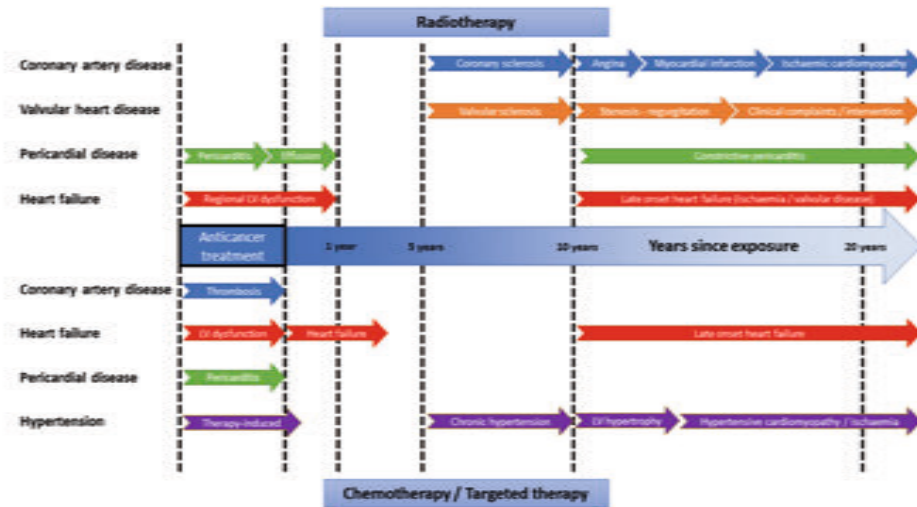 Radiotherapy
Coronary artery disease
Coronary sclerosis
Angina
Myocardial infarction
Ischaemic cardiomyopathy
Valvular heart disease
Valvular sclerosis
Stenosis - regurgitation
Clinical complaints / intervention
Pericardial disease
Pericarditis
Effusion
Constrictive pericarditis
Heart failure
Regional LV dysfunction
Late onset heart failure (ischaemia / valvular disease)
Anticancer
treatment
1 year
5 years
10 years
Years since exposure
20 years
Coronary artery disease
Thrombosis
Heart failure
LV dysfunction
Heart failure
Late onset heart failure
Pericardial disease
Pericarditis
Hypertension
Therapy-induced
Chronic hypertension
LV hypertrophy
Hypertensive cardiomyopathy / ischaemia
Chemotherapy / Targeted therapy